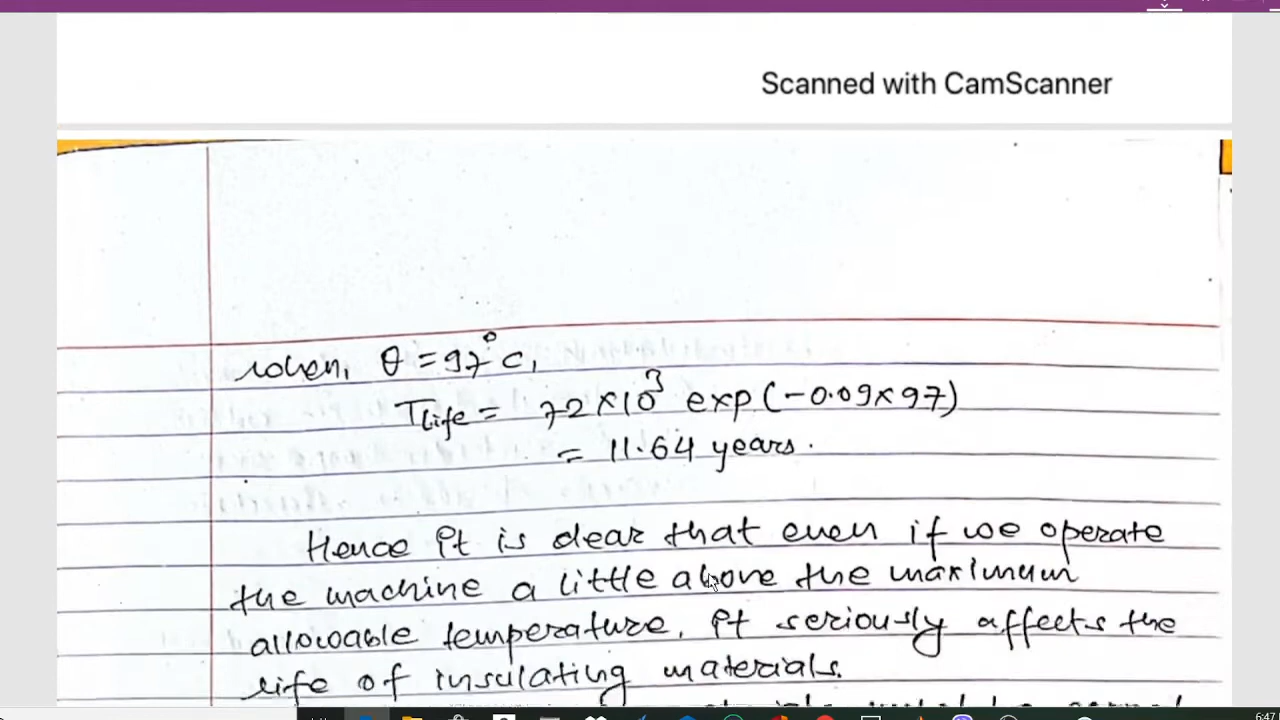 Scanned with CamScanner
when, θ = 97°c,
Tlife = 72×10³ exp(-0.09×97)
= 11.64 years.
Hence it is clear that even if we operate
the machine a little above the maximum
allowable temperature, it seriously affects the
life of insulating materials.
6:47